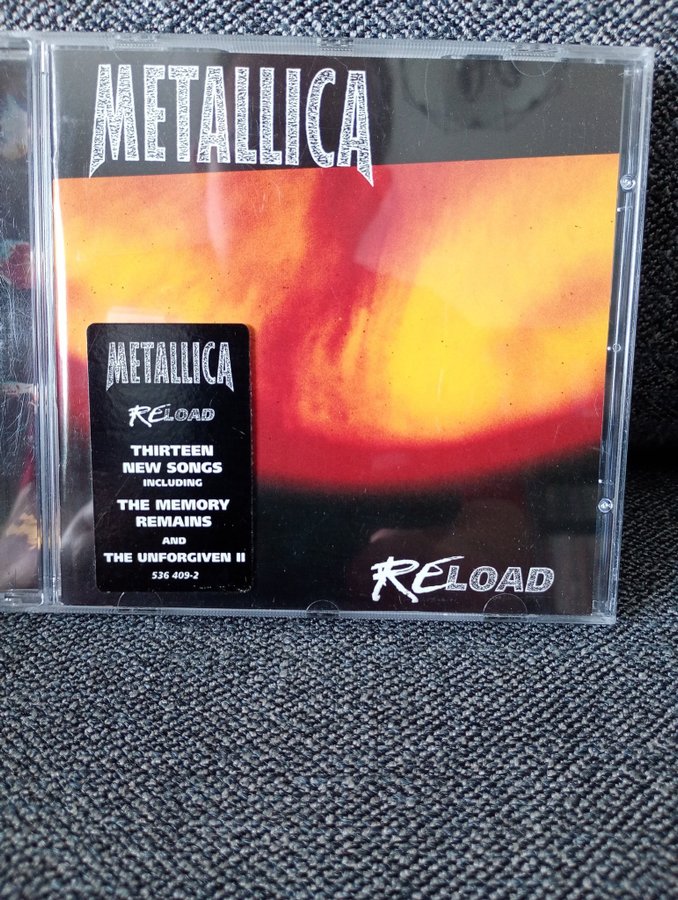 METALLICA
METALLICA
RELOAD
THIRTEEN
NEW SONGS
INCLUDING
THE MEMORY
REMAINS
AND
THE UNFORGIVEN II
536 409-2
RELOAD